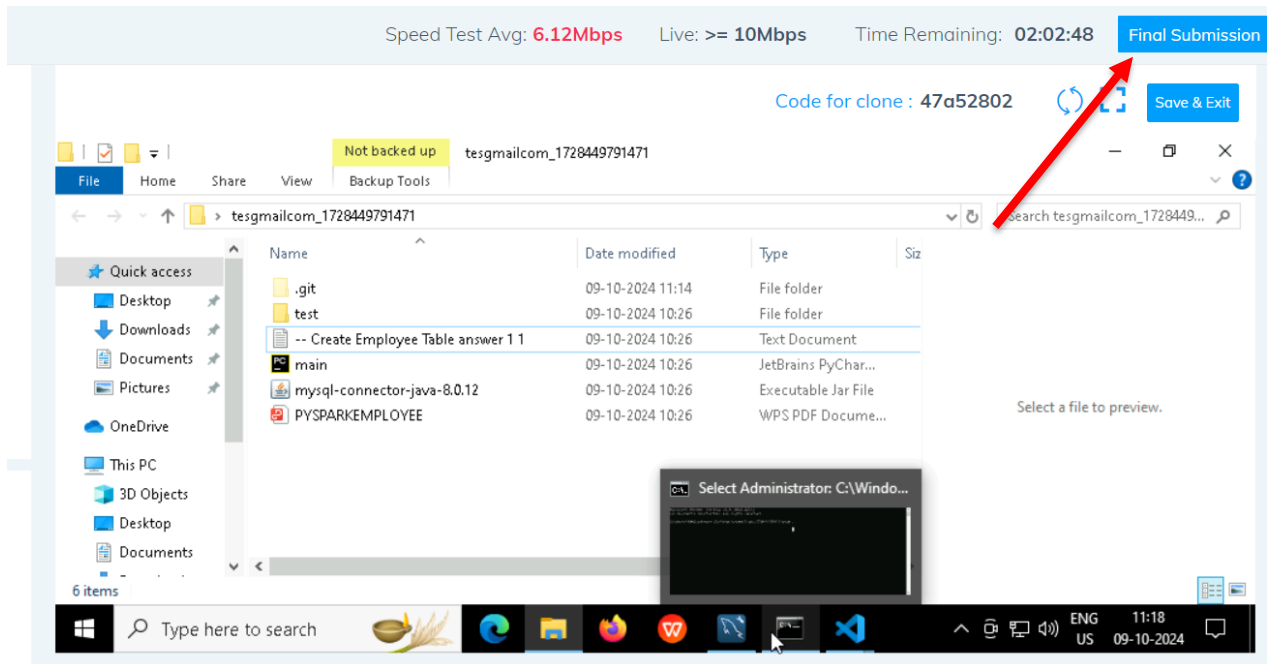 Speed Test Avg: 6.12Mbps Live: >= 10Mbps Time Remaining: 02:02:48 Final Submission
Code for clone : 47a52802 Save & Exit
Not backed up tesgmailcom_1728449791471
File Home Share View Backup Tools
tesgmailcom_1728449791471 Search tesgmailcom_1728449...
Name Date modified Type Siz
Quick access
Desktop
Downloads
Documents
Pictures
OneDrive
This PC
3D Objects
Desktop
Documents
.git 09-10-2024 11:14 File folder
test 09-10-2024 10:26 File folder
-- Create Employee Table answer 1 1 09-10-2024 10:26 Text Document
main 09-10-2024 10:26 JetBrains PyChar...
mysql-connector-java-8.0.12 09-10-2024 10:26 Executable Jar File
PYSPARKEMPLOYEE 09-10-2024 10:26 WPS PDF Docume...
Select a file to preview.
Select Administrator: C:\Windo...
6 items
Type here to search
ENG
US
11:18
09-10-2024